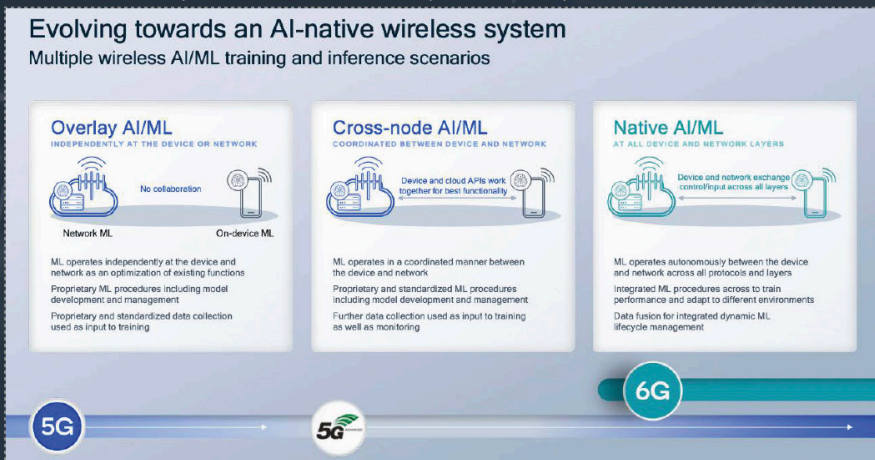 Evolving towards an AI-native wireless system
Multiple wireless AI/ML training and inference scenarios
Overlay AI/ML
INDEPENDENTLY AT THE DEVICE OR NETWORK
No collaboration
Network ML
On-device ML
ML operates independently at the device and
network as an optimization of existing functions
Proprietary ML procedures including model
development and management
Proprietary and standardized data collection
used as input to training
Cross-node AI/ML
COORDINATED BETWEEN DEVICE AND NETWORK
Device and cloud APIs work
together for best functionality
ML operates in a coordinated manner between
the device and network
Proprietary and standardized ML procedures
including model development and management
Further data collection used as input to training
as well as monitoring
Native AI/ML
AT ALL DEVICE AND NETWORK LAYERS
Device and network exchange
control/input across all layers
ML operates autonomously between the device
and network across all protocols and layers
Integrated ML procedures across to train
performance and adapt to different environments
Data fusion for integrated dynamic ML
lifecycle management
6G
5G
5G